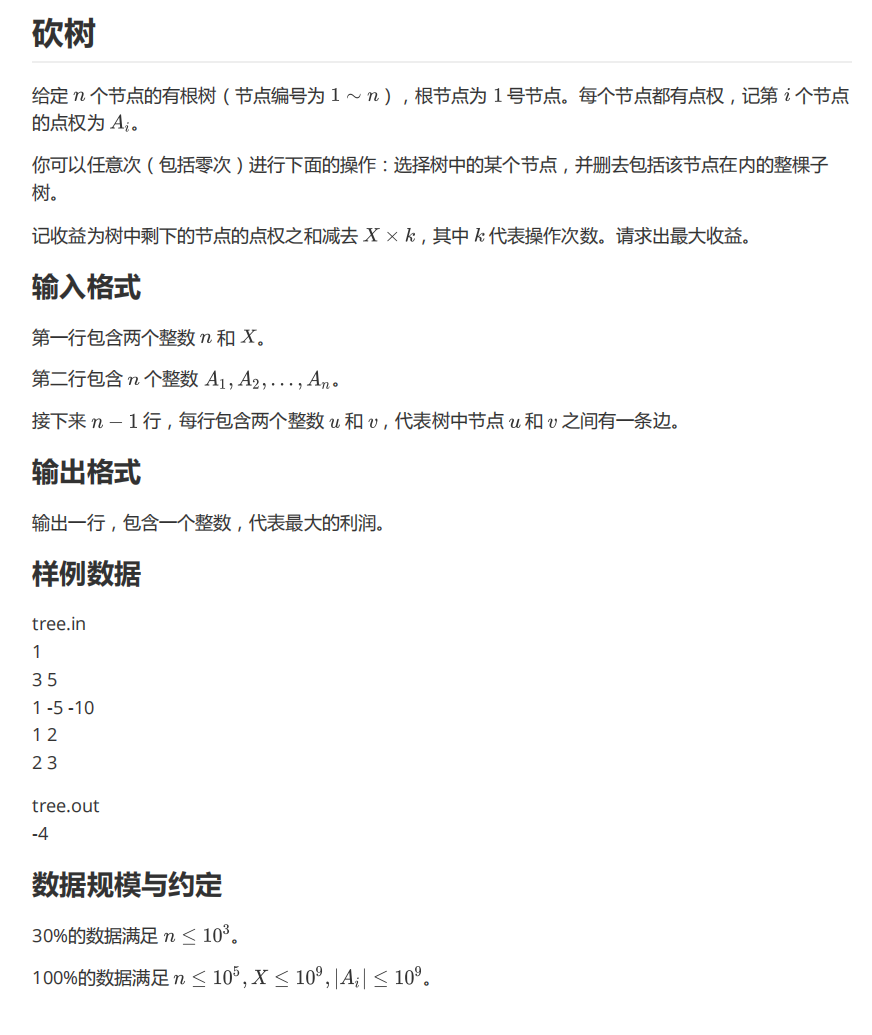 砍树
给定 n 个节点的有根树（节点编号为 1 ∼ n），根节点为 1 号节点。每个节点都有点权，记第 i 个节点
的点权为 A_i。
你可以任意次（包括零次）进行下面的操作：选择树中的某个节点，并删去包括该节点在内的整棵子
树。
记收益为树中剩下的节点的点权之和减去 X × k，其中 k 代表操作次数。请求出最大收益。
输入格式
第一行包含两个整数 n 和 X。
第二行包含 n 个整数 A_1, A_2, ..., A_n。
接下来 n − 1 行，每行包含两个整数 u 和 v，代表树中节点 u 和 v 之间有一条边。
输出格式
输出一行，包含一个整数，代表最大的利润。
样例数据
tree.in
1
3 5
1 -5 -10
1 2
2 3
tree.out
-4
数据规模与约定
30%的数据满足 n ≤ 10^3。
100%的数据满足 n ≤ 10^5, X ≤ 10^9, |A_i| ≤ 10^9。